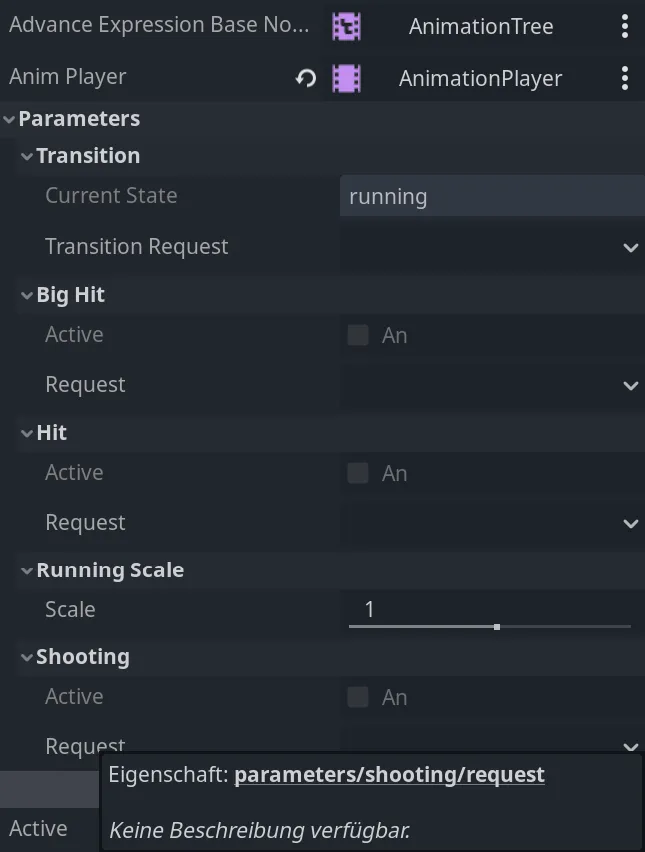 Advance Expression Base No... AnimationTree
Anim Player AnimationPlayer
Parameters
Transition
Current State running
Transition Request
Big Hit
Active An
Request
Hit
Active An
Request
Running Scale
Scale 1
Shooting
Active An
Request
Eigenschaft: parameters/shooting/request
Keine Beschreibung verfügbar.
Active